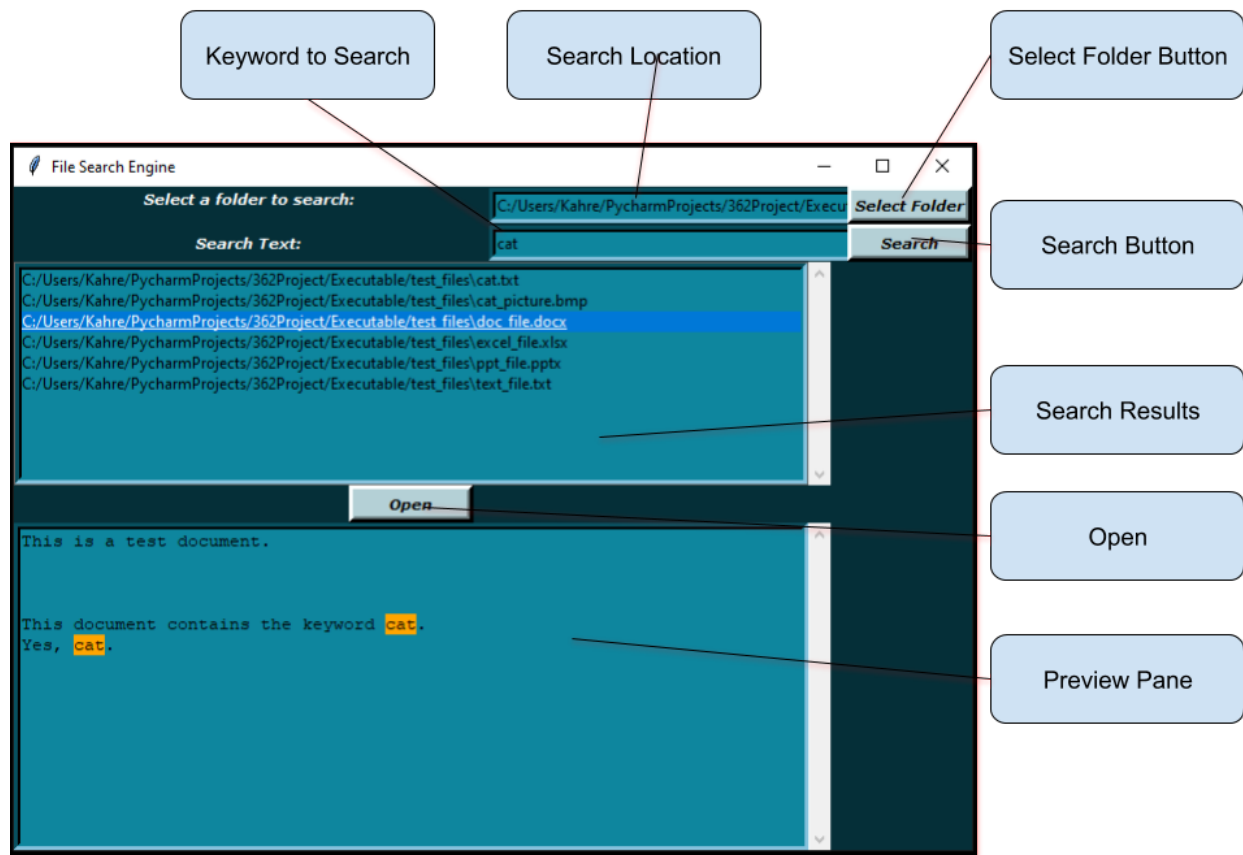 Keyword to Search
Search Location
Select Folder Button
File Search Engine
Select a folder to search:
C:/Users/Kahre/PycharmProjects/362Project/Execut
Select Folder
Search Text:
cat
Search
Search Button
C:/Users/Kahre/PycharmProjects/362Project/Executable/test_files\cat.txt
C:/Users/Kahre/PycharmProjects/362Project/Executable/test_files\cat_picture.bmp
C:/Users/Kahre/PycharmProjects/362Project/Executable/test_files\doc_file.docx
C:/Users/Kahre/PycharmProjects/362Project/Executable/test_files\excel_file.xlsx
C:/Users/Kahre/PycharmProjects/362Project/Executable/test_files\ppt_file.pptx
C:/Users/Kahre/PycharmProjects/362Project/Executable/test_files\text_file.txt
Search Results
Open
Open
This is a test document.
This document contains the keyword cat.
Yes, cat.
Preview Pane